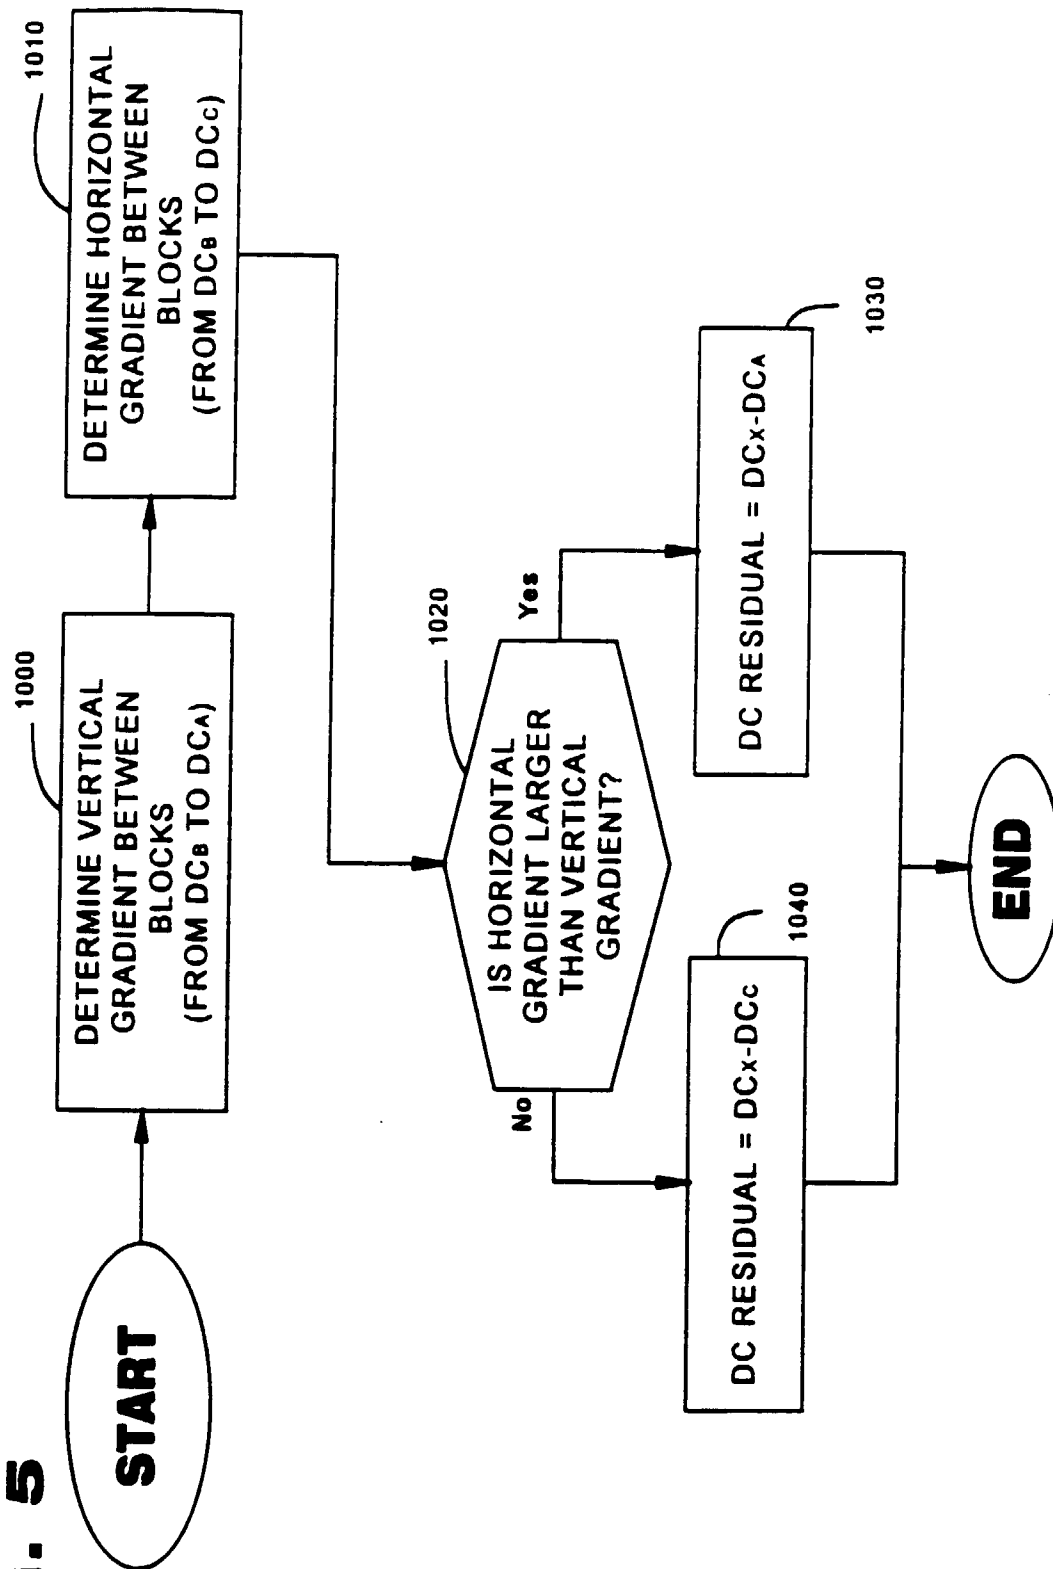 5
START
1000
DETERMINE VERTICAL
GRADIENT BETWEEN
BLOCKS
(FROM DCB TO DCA)
1010
DETERMINE HORIZONTAL
GRADIENT BETWEEN
BLOCKS
(FROM DCB TO DCC)
1020
IS HORIZONTAL
GRADIENT LARGER
THAN VERTICAL
GRADIENT?
No
Yes
1040
DC RESIDUAL = DCX-DCC
1030
DC RESIDUAL = DCX-DCA
END